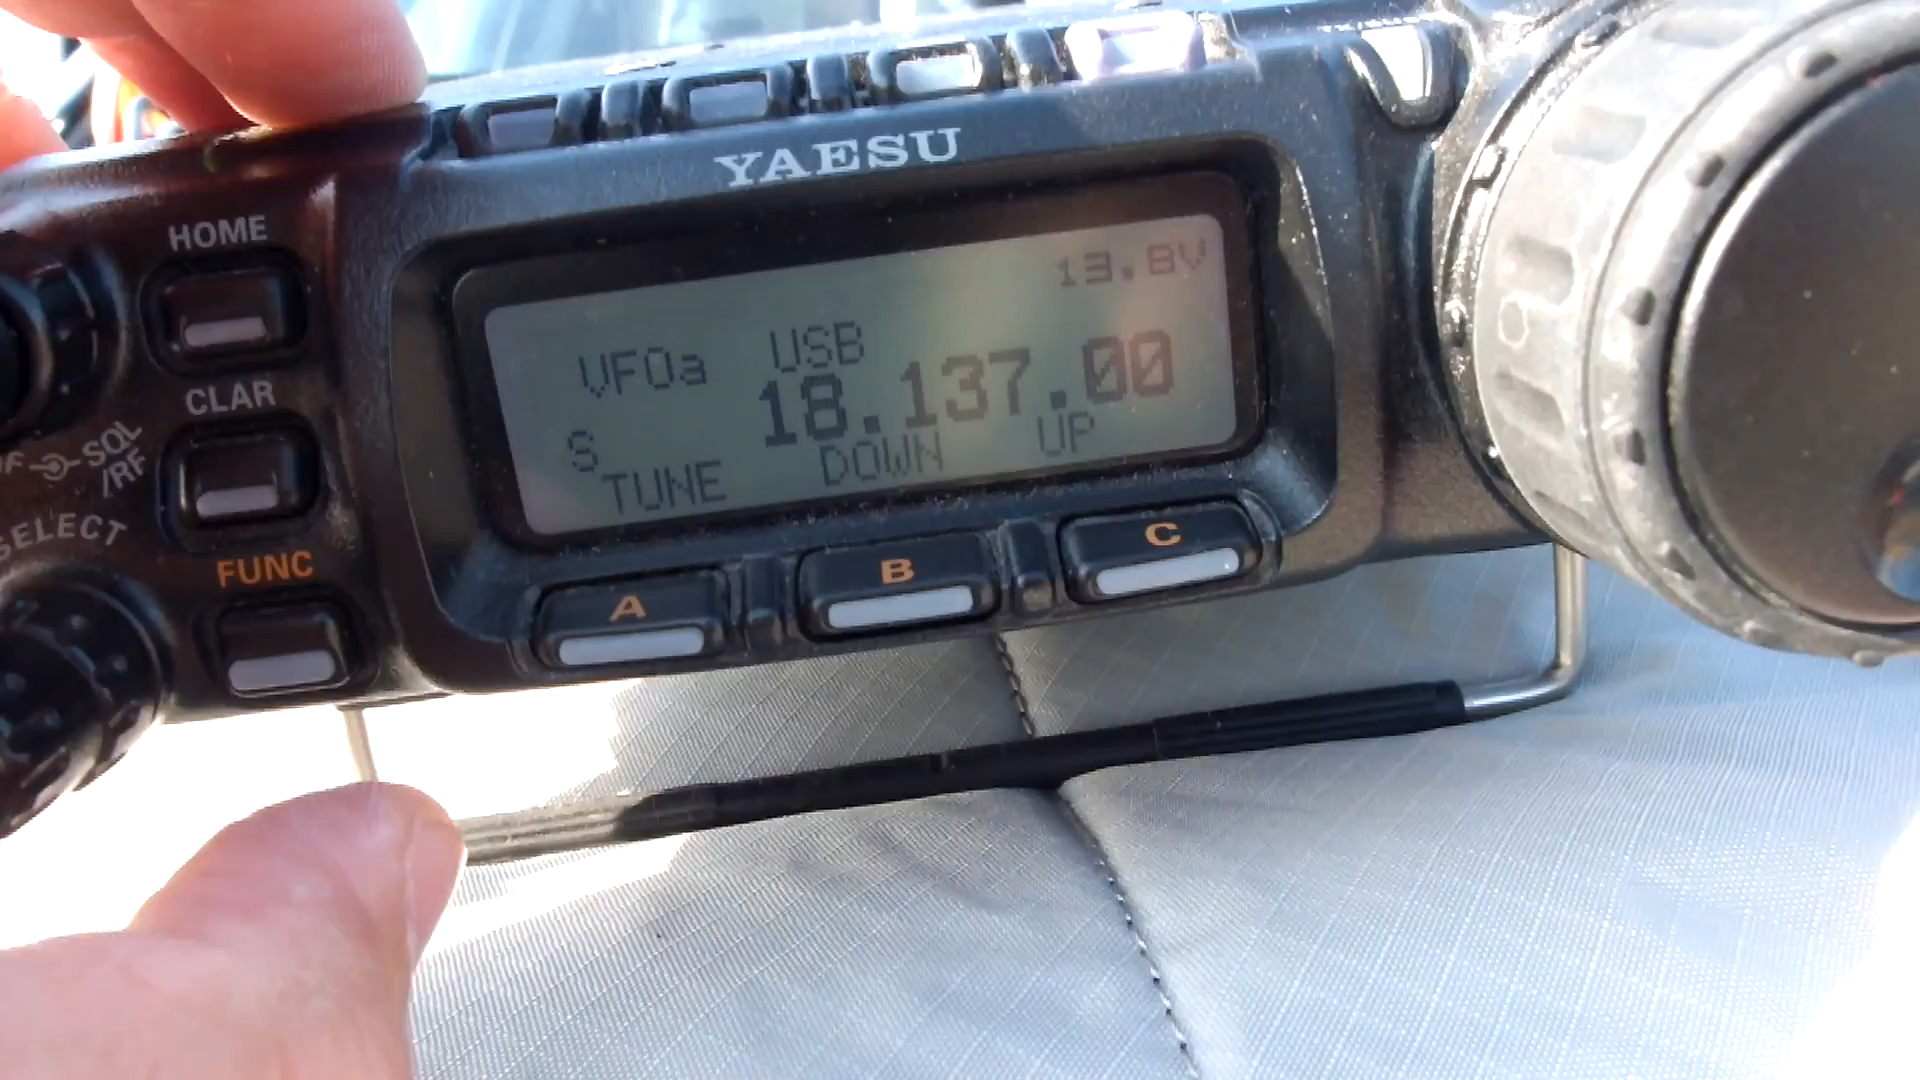 YAESU
HOME
13.8V
VFOa USB
18.137.00
CLAR
S
TUNE DOWN UP
SQL
/RF
SELECT
FUNC
A B C